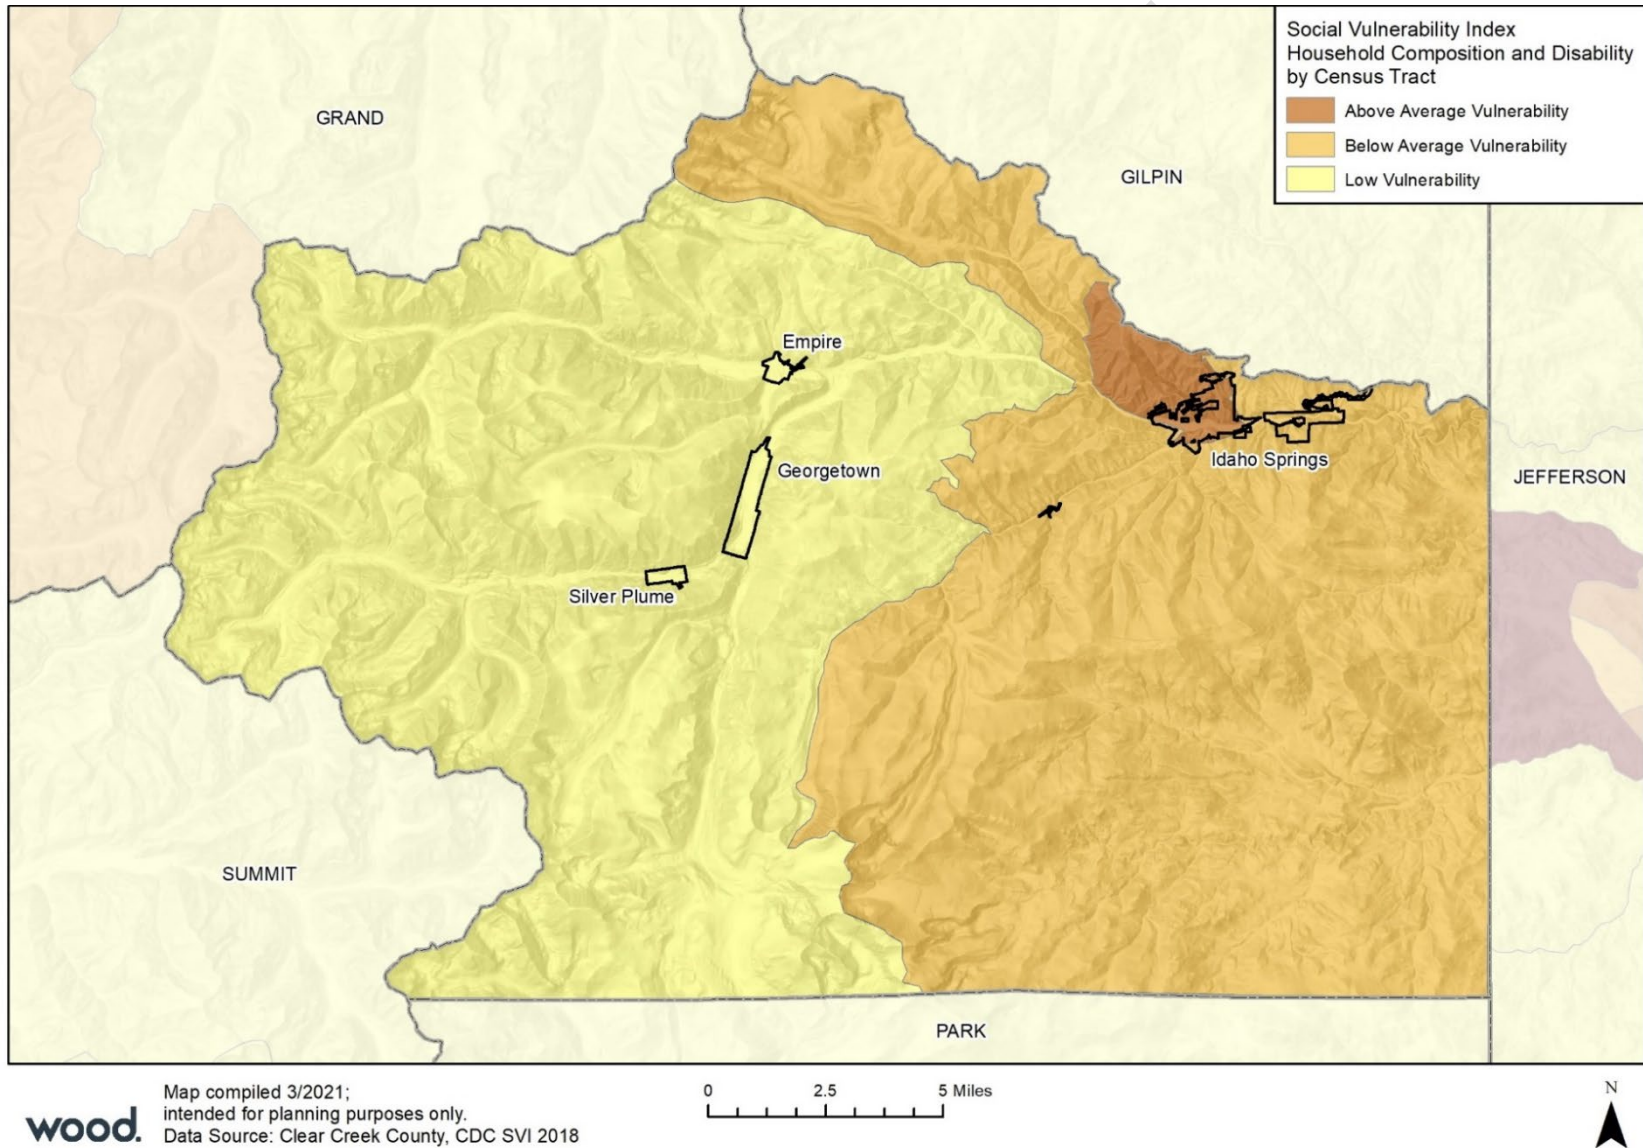 Social Vulnerability Index
Household Composition and Disability
by Census Tract
Above Average Vulnerability
Below Average Vulnerability
Low Vulnerability
GRAND
GILPIN
Empire
Georgetown
Idaho Springs
JEFFERSON
Silver Plume
SUMMIT
PARK
wood.
Map compiled 3/2021;
intended for planning purposes only.
Data Source: Clear Creek County, CDC SVI 2018
0 2.5 5 Miles
N